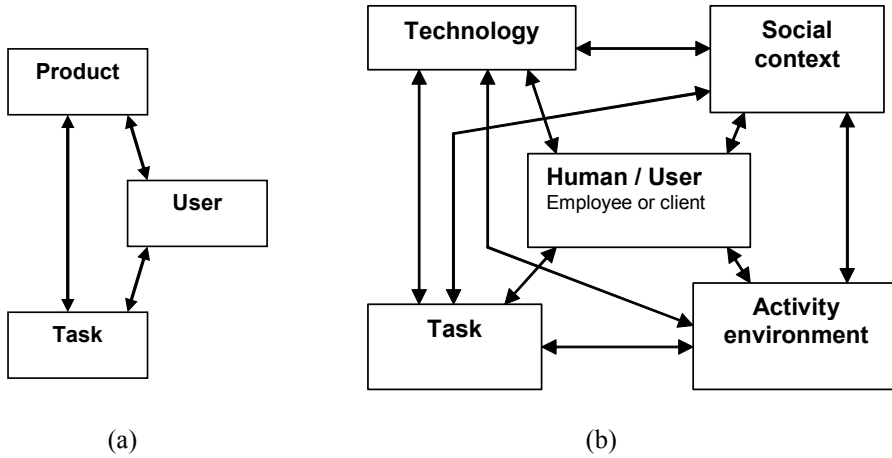 Product
User
Task
(a)
Technology
Social
context
Human / User
Employee or client
Task
Activity
environment
(b)